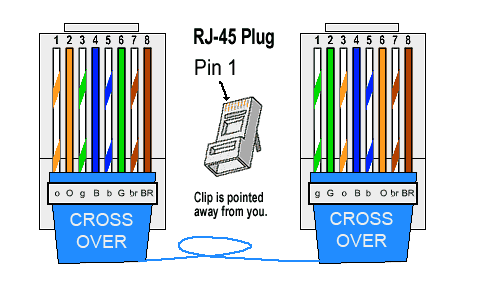 1 2 3 4 5 6 7 8
o O g B b G br BR
CROSS
OVER
RJ-45 Plug
Pin 1
Clip is pointed
away from you.
1 2 3 4 5 6 7 8
g G o B b O br BR
CROSS
OVER